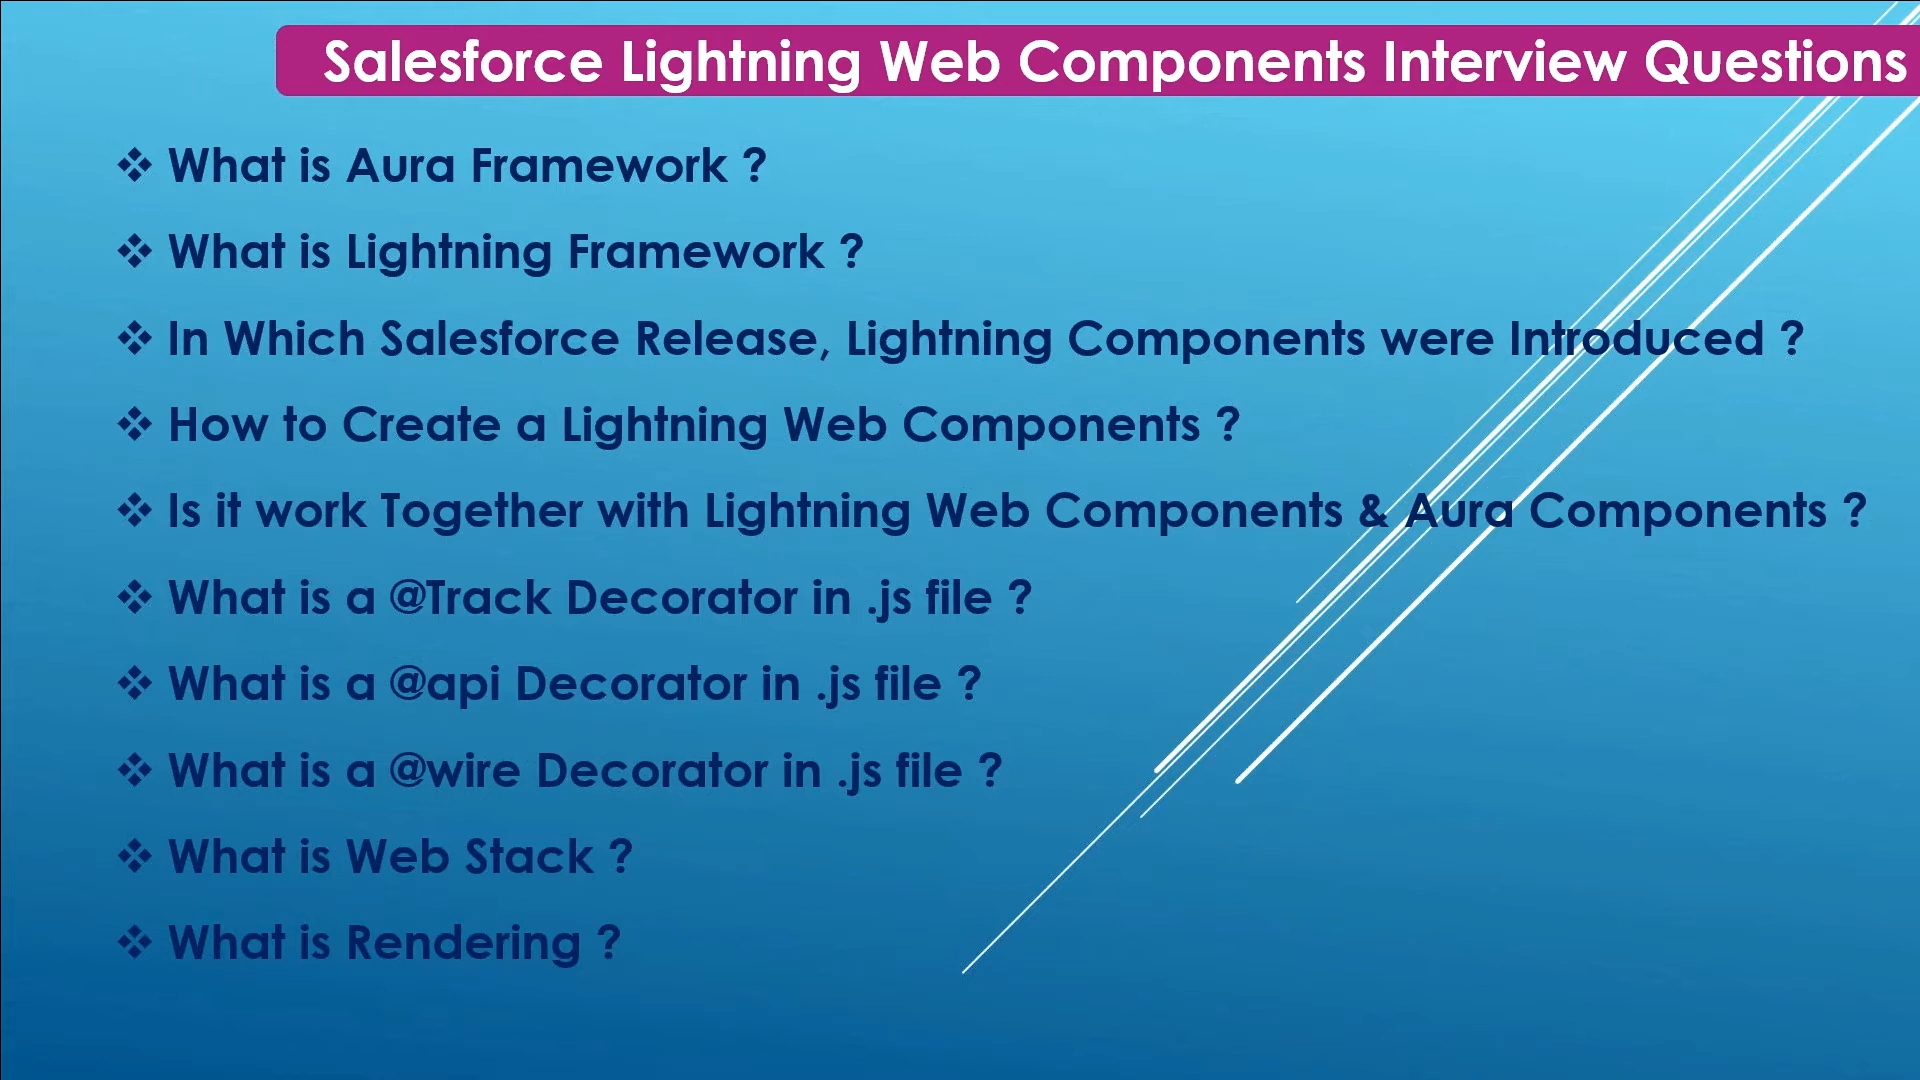 Salesforce Lightning Web Components Interview Questions
❖ What is Aura Framework ?
❖ What is Lightning Framework ?
❖ In Which Salesforce Release, Lightning Components were Introduced ?
❖ How to Create a Lightning Web Components ?
❖ Is it work Together with Lightning Web Components & Aura Components ?
❖ What is a @Track Decorator in .js file ?
❖ What is a @api Decorator in .js file ?
❖ What is a @wire Decorator in .js file ?
❖ What is Web Stack ?
❖ What is Rendering ?